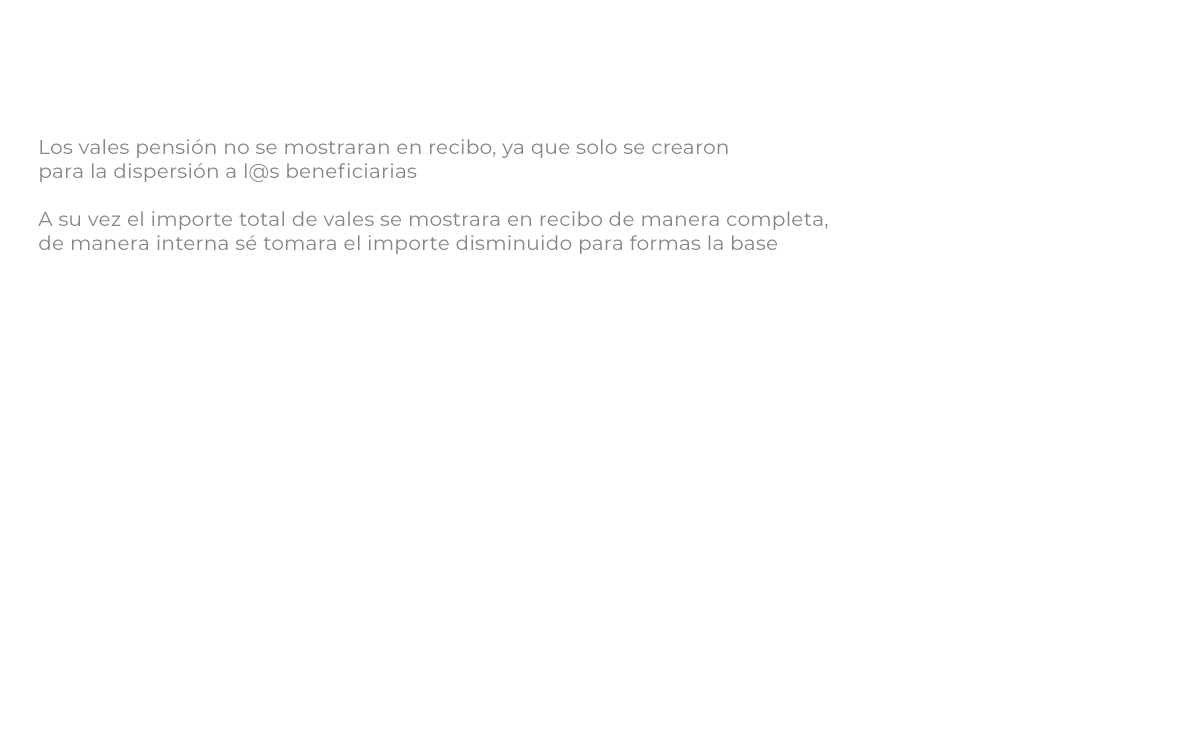 Los vales pensión no se mostraran en recibo, ya que solo se crearon
para la dispersión a l@s beneficiarias
A su vez el importe total de vales se mostrara en recibo de manera completa,
de manera interna sé tomara el importe disminuido para formas la base